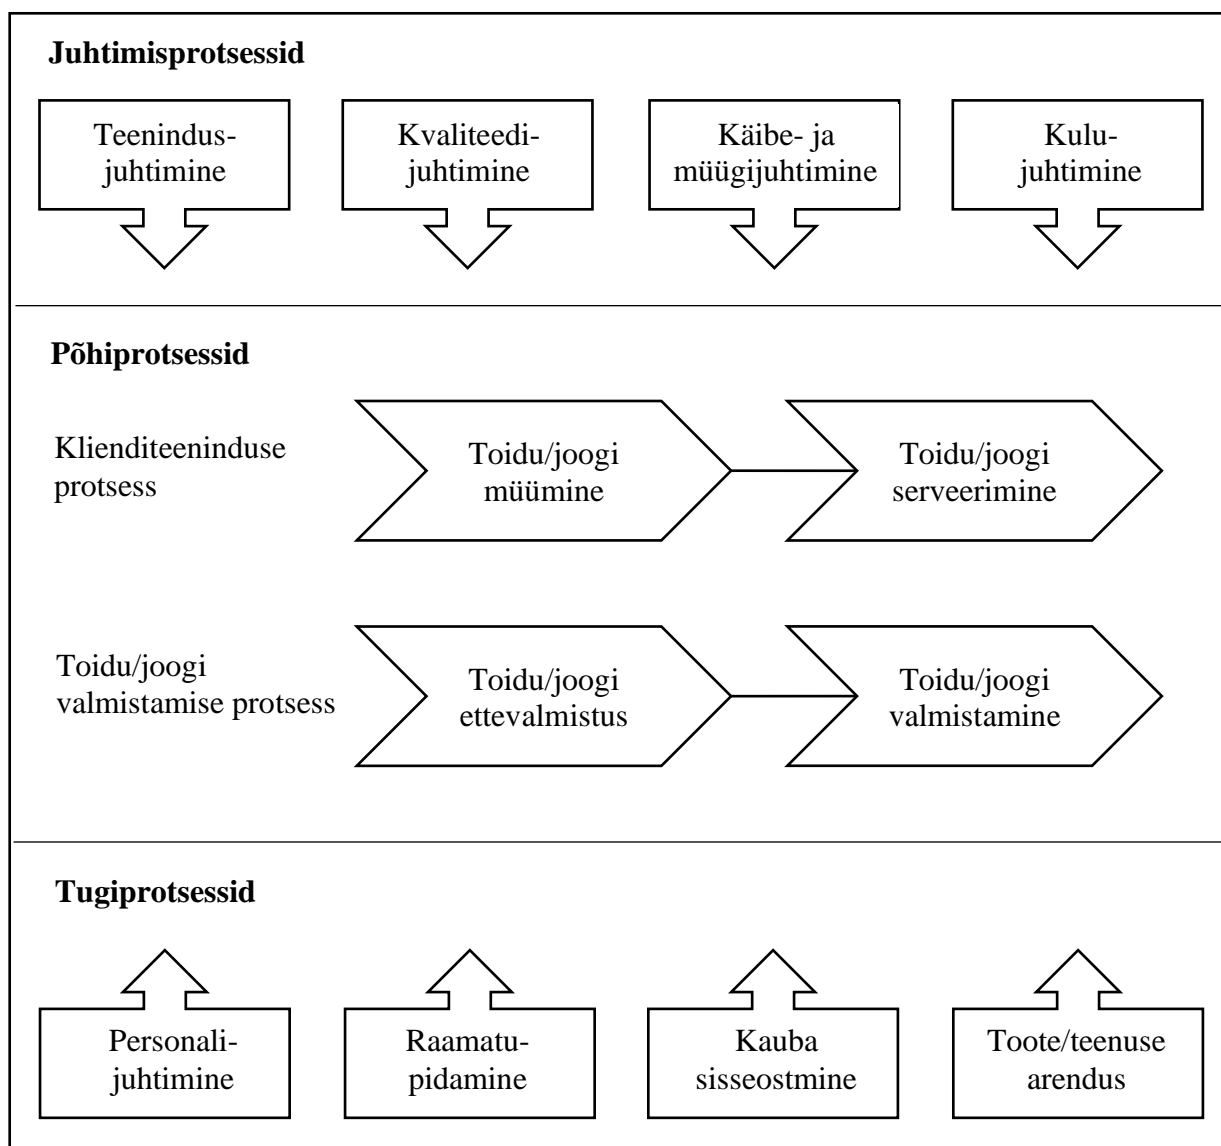 Juhtimisprotsessid
Teenindus-
juhtimine
Kvaliteedi-
juhtimine
Käibe- ja
müügijuhtimine
Kulu-
juhtimine
Põhiprotsessid
Klienditeeninduse
protsess
Toidu/joogi
müümine
Toidu/joogi
serveerimine
Toidu/joogi
valmistamise protsess
Toidu/joogi
ettevalmistus
Toidu/joogi
valmistamine
Tugiprotsessid
Personali-
juhtimine
Raamatu-
pidamine
Kauba
sisseostmine
Toote/teenuse
arendus